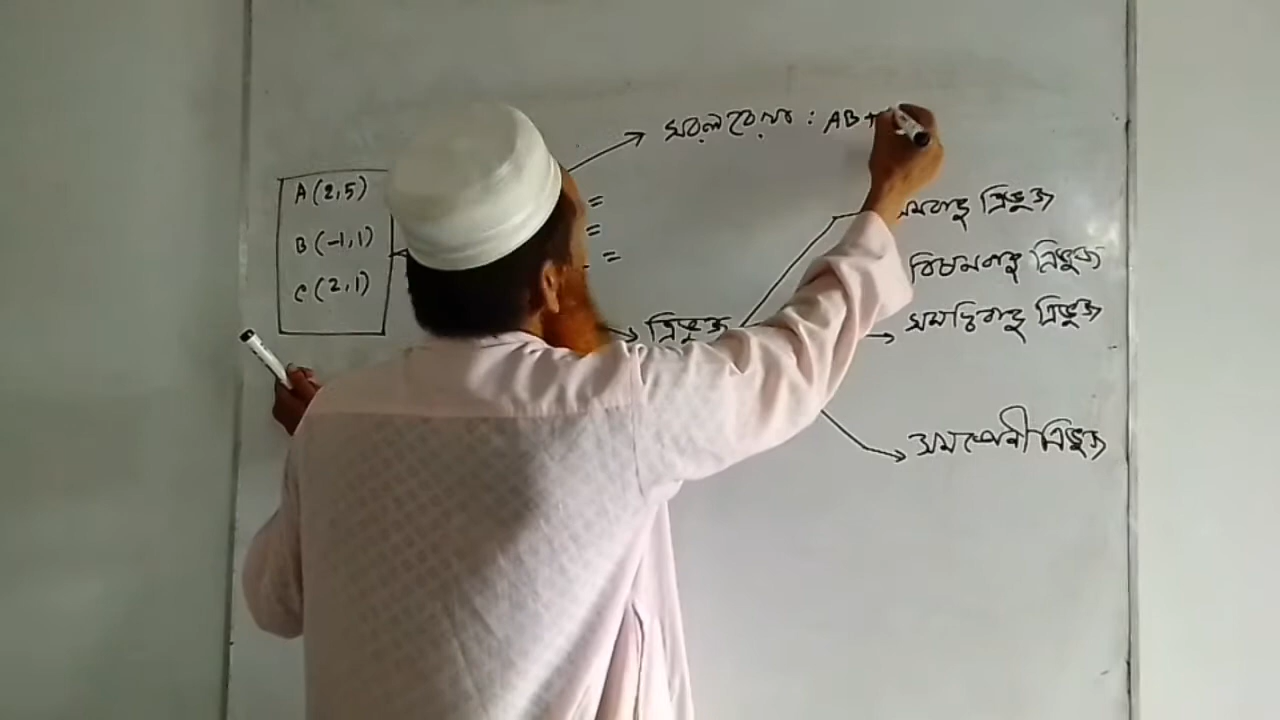 সরলরেখা : AB+
A (2,5)
B (-1,1)
C (2,1)
=
=
=
ত্রিভুজ
সমবাহু ত্রিভুজ
বিষমবাহু ত্রিভুজ
সমদ্বিবাহু ত্রিভুজ
সমকোনী ত্রিভুজ